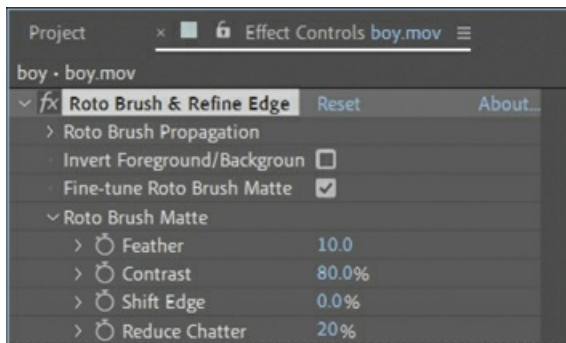 Project × Effect Controls boy.mov
boy • boy.mov
fx Roto Brush & Refine Edge Reset About...
Roto Brush Propagation
Invert Foreground/Backgroun
Fine-tune Roto Brush Matte
Roto Brush Matte
Feather 10.0
Contrast 80.0%
Shift Edge 0.0%
Reduce Chatter 20%